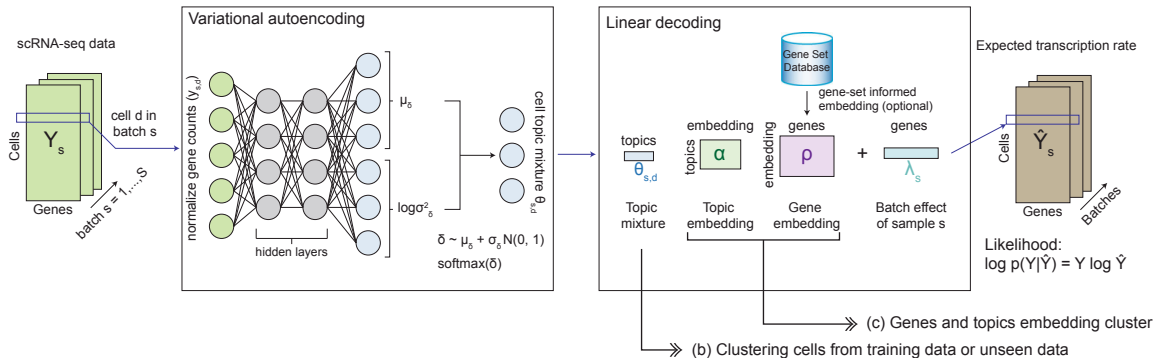 Variational autoencoding
Linear decoding
scRNA-seq data
Cells
Y_s
Genes
batch s = 1,...,S
cell d in
batch s
normalize gene counts (y_s,d)
hidden layers
μ_δ
logσ²_δ
δ ~ μ_δ + σ_δ N(0, 1)
softmax(δ)
cell topic
mixture θ_s,d
Gene Set
Database
gene-set informed
embedding (optional)
topics
θ_s,d
Topic
mixture
embedding
topics
α
Topic
embedding
genes
embedding
ρ
Gene
embedding
+
genes
λ_s
Batch effect
of sample s
Expected transcription rate
Cells
Ŷ_s
Genes
Batches
Likelihood:
log p(Y|Ŷ) = Y log Ŷ
(c) Genes and topics embedding cluster
(b) Clustering cells from training data or unseen data